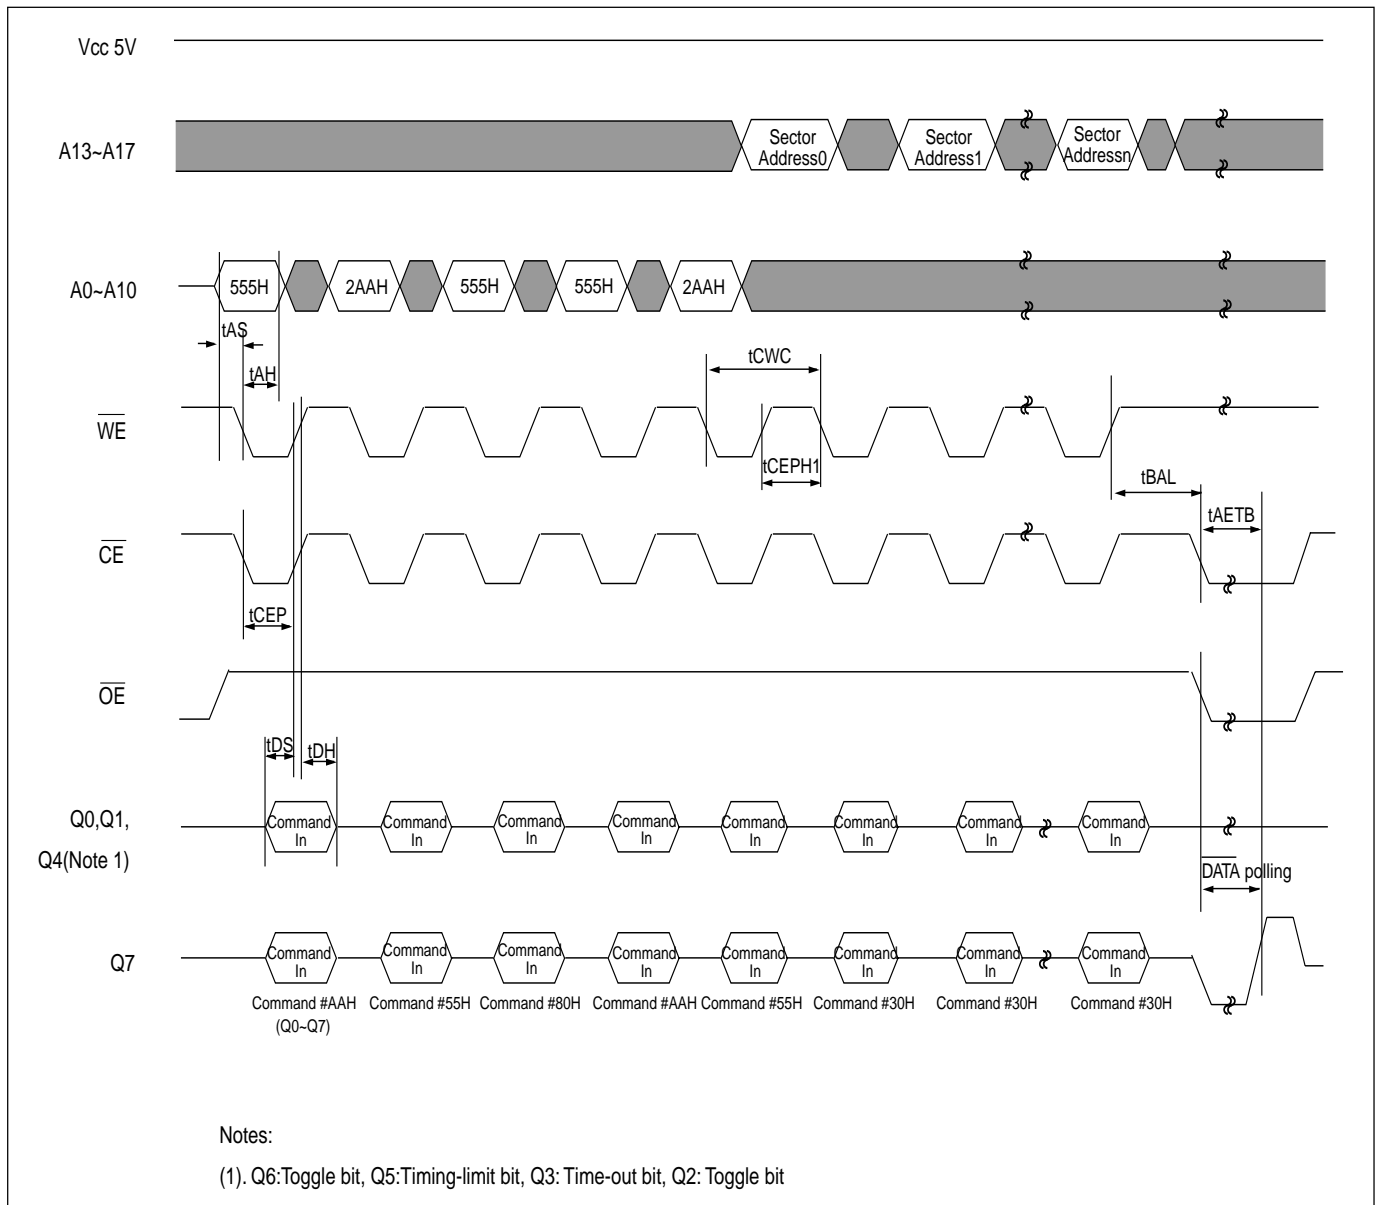 Vcc 5V
A13~A17
Sector Address0
Sector Address1
Sector Addressn
A0~A10
555H
2AAH
555H
555H
2AAH
tAS
tAH
tCWC
WE
tCEPH1
tBAL
tAETB
CE
tCEP
OE
tDS
tDH
Q0,Q1,
Q4(Note 1)
Command In
Command In
Command In
Command In
Command In
Command In
Command In
Command In
DATA polling
Q7
Command In
Command In
Command In
Command In
Command In
Command In
Command In
Command In
Command #AAH
(Q0~Q7)
Command #55H
Command #80H
Command #AAH
Command #55H
Command #30H
Command #30H
Command #30H
Notes:
(1). Q6:Toggle bit, Q5:Timing-limit bit, Q3: Time-out bit, Q2: Toggle bit